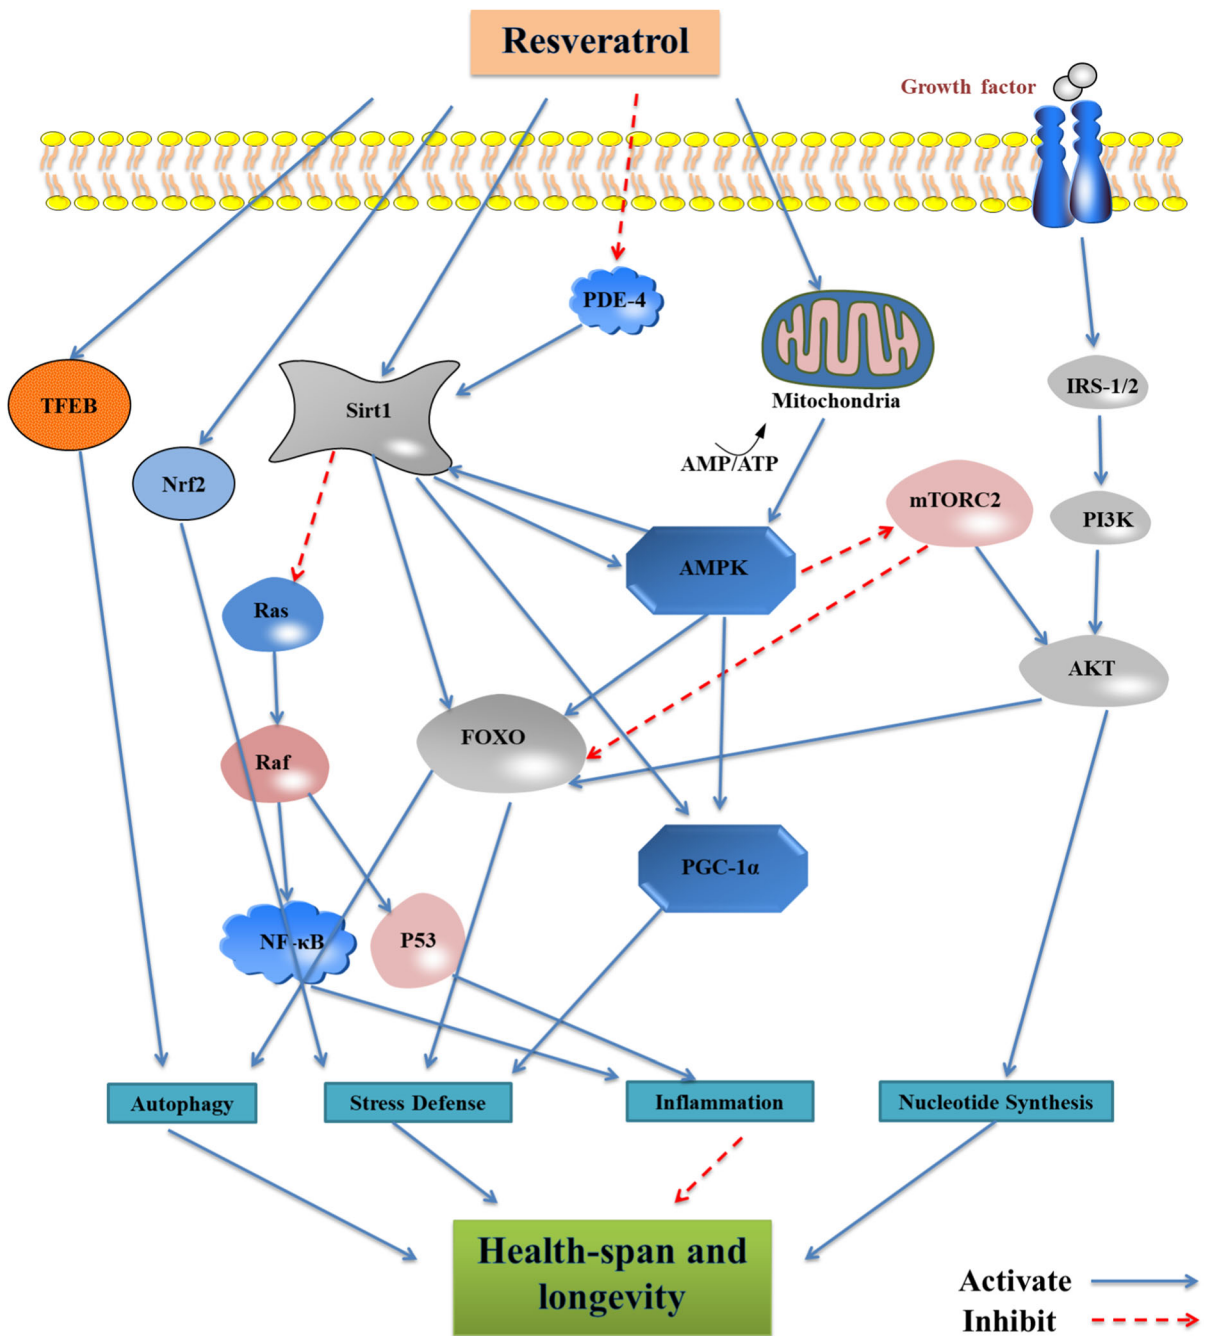 Resveratrol
Growth factor
PDE-4
TFEB
Sirt1
Mitochondria
IRS-1/2
Nrf2
AMP/ATP
mTORC2
PI3K
AMPK
Ras
AKT
FOXO
Raf
PGC-1α
NF-κB
P53
Autophagy
Stress Defense
Inflammation
Nucleotide Synthesis
Health-span and
longevity
Activate
Inhibit